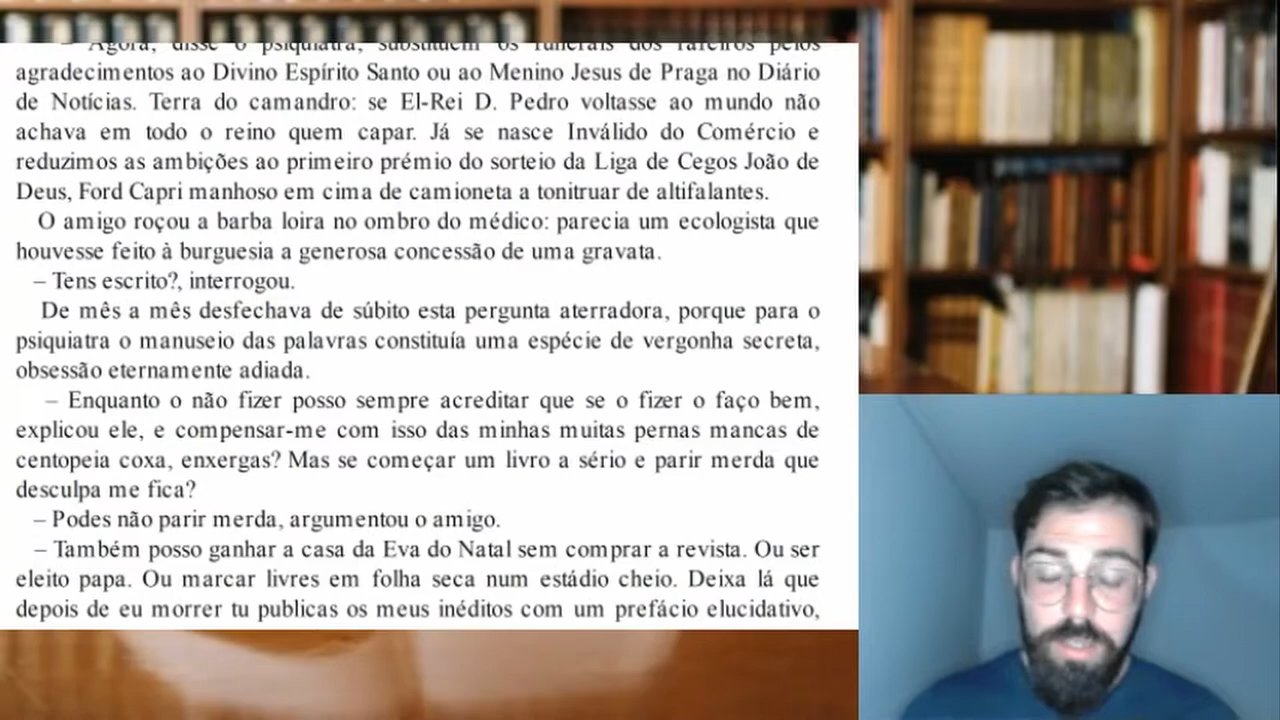 – Agora, disse o psiquiatra, substituem os funerais dos rafeiros pelos
agradecimentos ao Divino Espírito Santo ou ao Menino Jesus de Praga no Diário
de Notícias. Terra do camandro: se El-Rei D. Pedro voltasse ao mundo não
achava em todo o reino quem capar. Já se nasce Inválido do Comércio e
reduzimos as ambições ao primeiro prémio do sorteio da Liga de Cegos João de
Deus, Ford Capri manhoso em cima de camioneta a tonitruar de altifalantes.
O amigo roçou a barba loira no ombro do médico: parecia um ecologista que
houvesse feito à burguesia a generosa concessão de uma gravata.
– Tens escrito?, interrogou.
De mês a mês desfechava de súbito esta pergunta aterradora, porque para o
psiquiatra o manuseio das palavras constituía uma espécie de vergonha secreta,
obsessão eternamente adiada.
– Enquanto o não fizer posso sempre acreditar que se o fizer o faço bem,
explicou ele, e compensar-me com isso das minhas muitas pernas mancas de
centopeia coxa, enxergas? Mas se começar um livro a sério e parir merda que
desculpa me fica?
– Podes não parir merda, argumentou o amigo.
– Também posso ganhar a casa da Eva do Natal sem comprar a revista. Ou ser
eleito papa. Ou marcar livres em folha seca num estádio cheio. Deixa lá que
depois de eu morrer tu publicas os meus inéditos com um prefácio elucidativo,